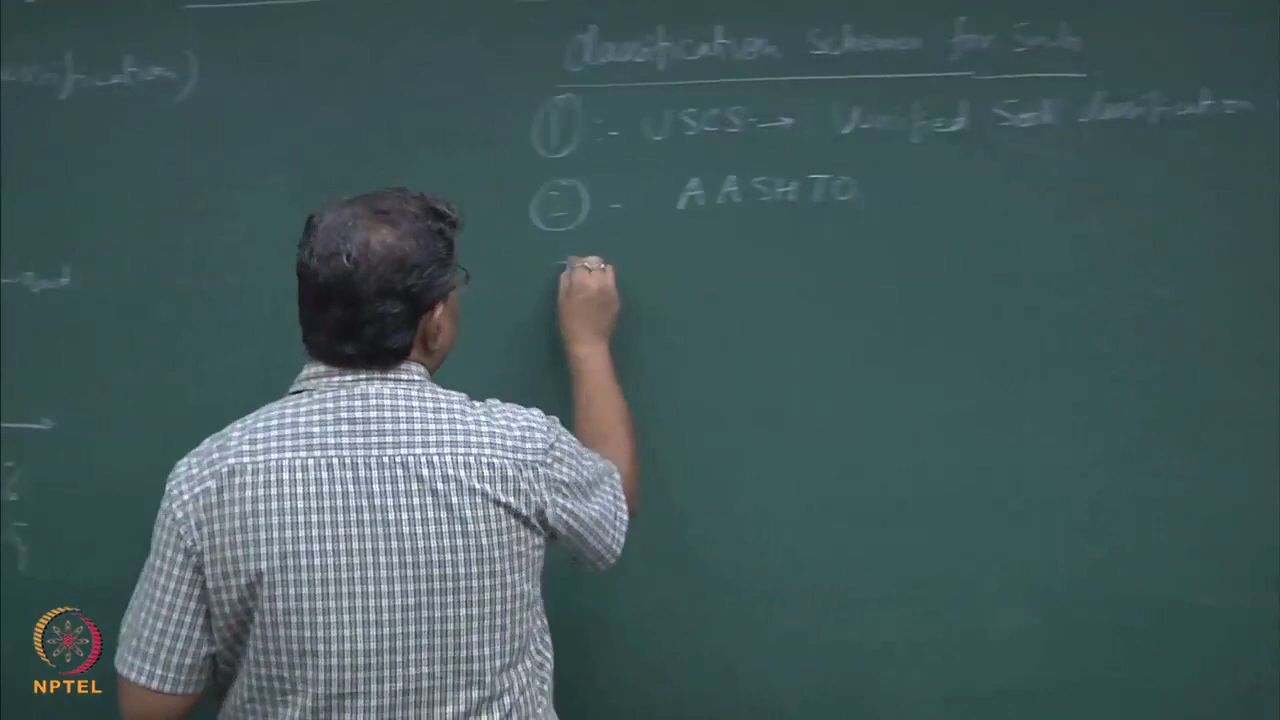 Classification Schemes for Soils
① :- USCS → Unified Soil Classification
② - AASHTO
NPTEL